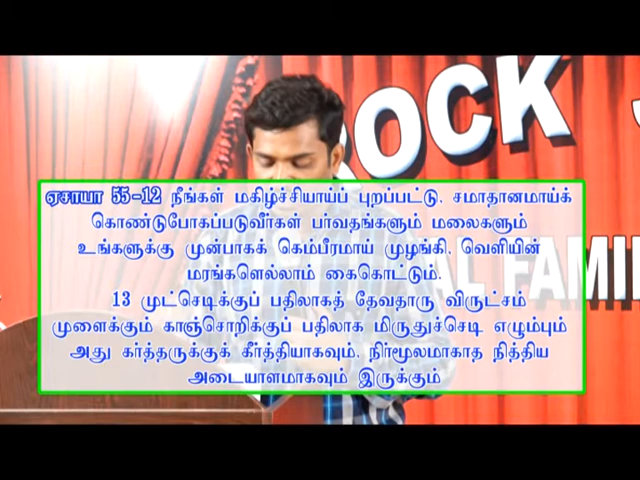 ROCK
AL FAMI
ஏசாயா 55-12 நீங்கள் மகிழ்ச்சியாய்ப் புறப்பட்டு, சமாதானமாய்க்
கொண்டுபோகப்படுவீர்கள் பர்வதங்களும் மலைகளும்
உங்களுக்கு முன்பாகக் கெம்பீரமாய் முழங்கி, வெளியின்
மரங்களெல்லாம் கைகொட்டும்.
13 முட்செடிக்குப் பதிலாகத் தேவதாரு விருட்சம்
முளைக்கும் காஞ்சொறிக்குப் பதிலாக மிருதுச்செடி எழும்பும்
அது கர்த்தருக்குக் கீர்த்தியாகவும், நிர்மூலமாகாத நித்திய
அடையாளமாகவும் இருக்கும்